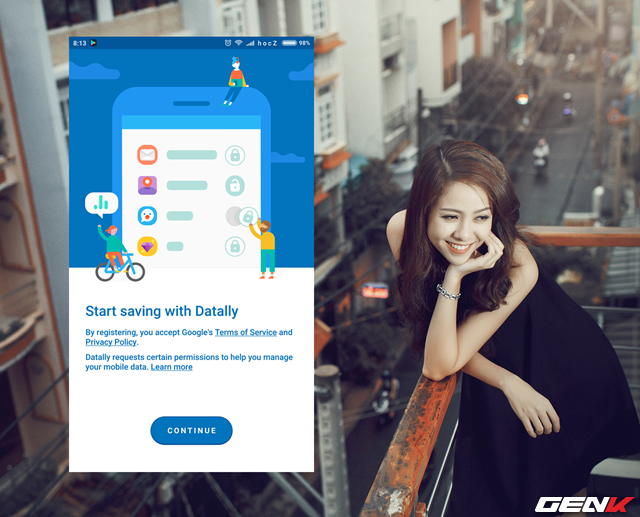 8:13
hocZ 98%
Start saving with Datally
By registering, you accept Google's Terms of Service and
Privacy Policy.
Datally requests certain permissions to help you manage
your mobile data. Learn more
CONTINUE
GENK